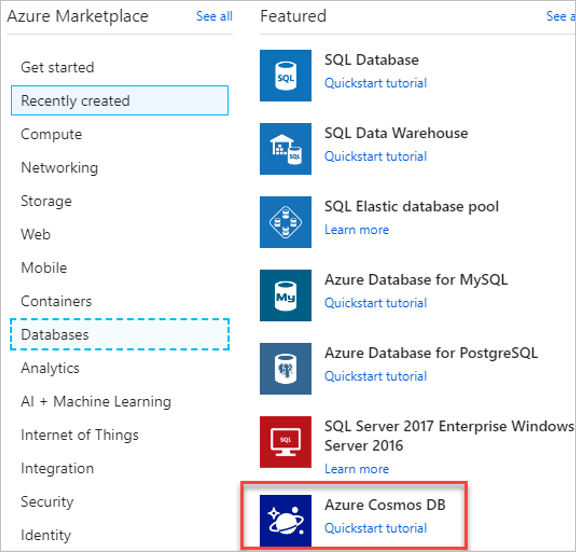 Azure Marketplace
See all
Get started
Recently created
Compute
Networking
Storage
Web
Mobile
Containers
Databases
Analytics
AI + Machine Learning
Internet of Things
Integration
Security
Identity
Featured
See a
SQL
SQL Database
Quickstart tutorial
SQL
SQL Data Warehouse
Quickstart tutorial
SQL Elastic database pool
Learn more
My
Azure Database for MySQL
Quickstart tutorial
Azure Database for PostgreSQL
Quickstart tutorial
SQL
SQL Server 2017 Enterprise Windows
Server 2016
Learn more
Azure Cosmos DB
Quickstart tutorial